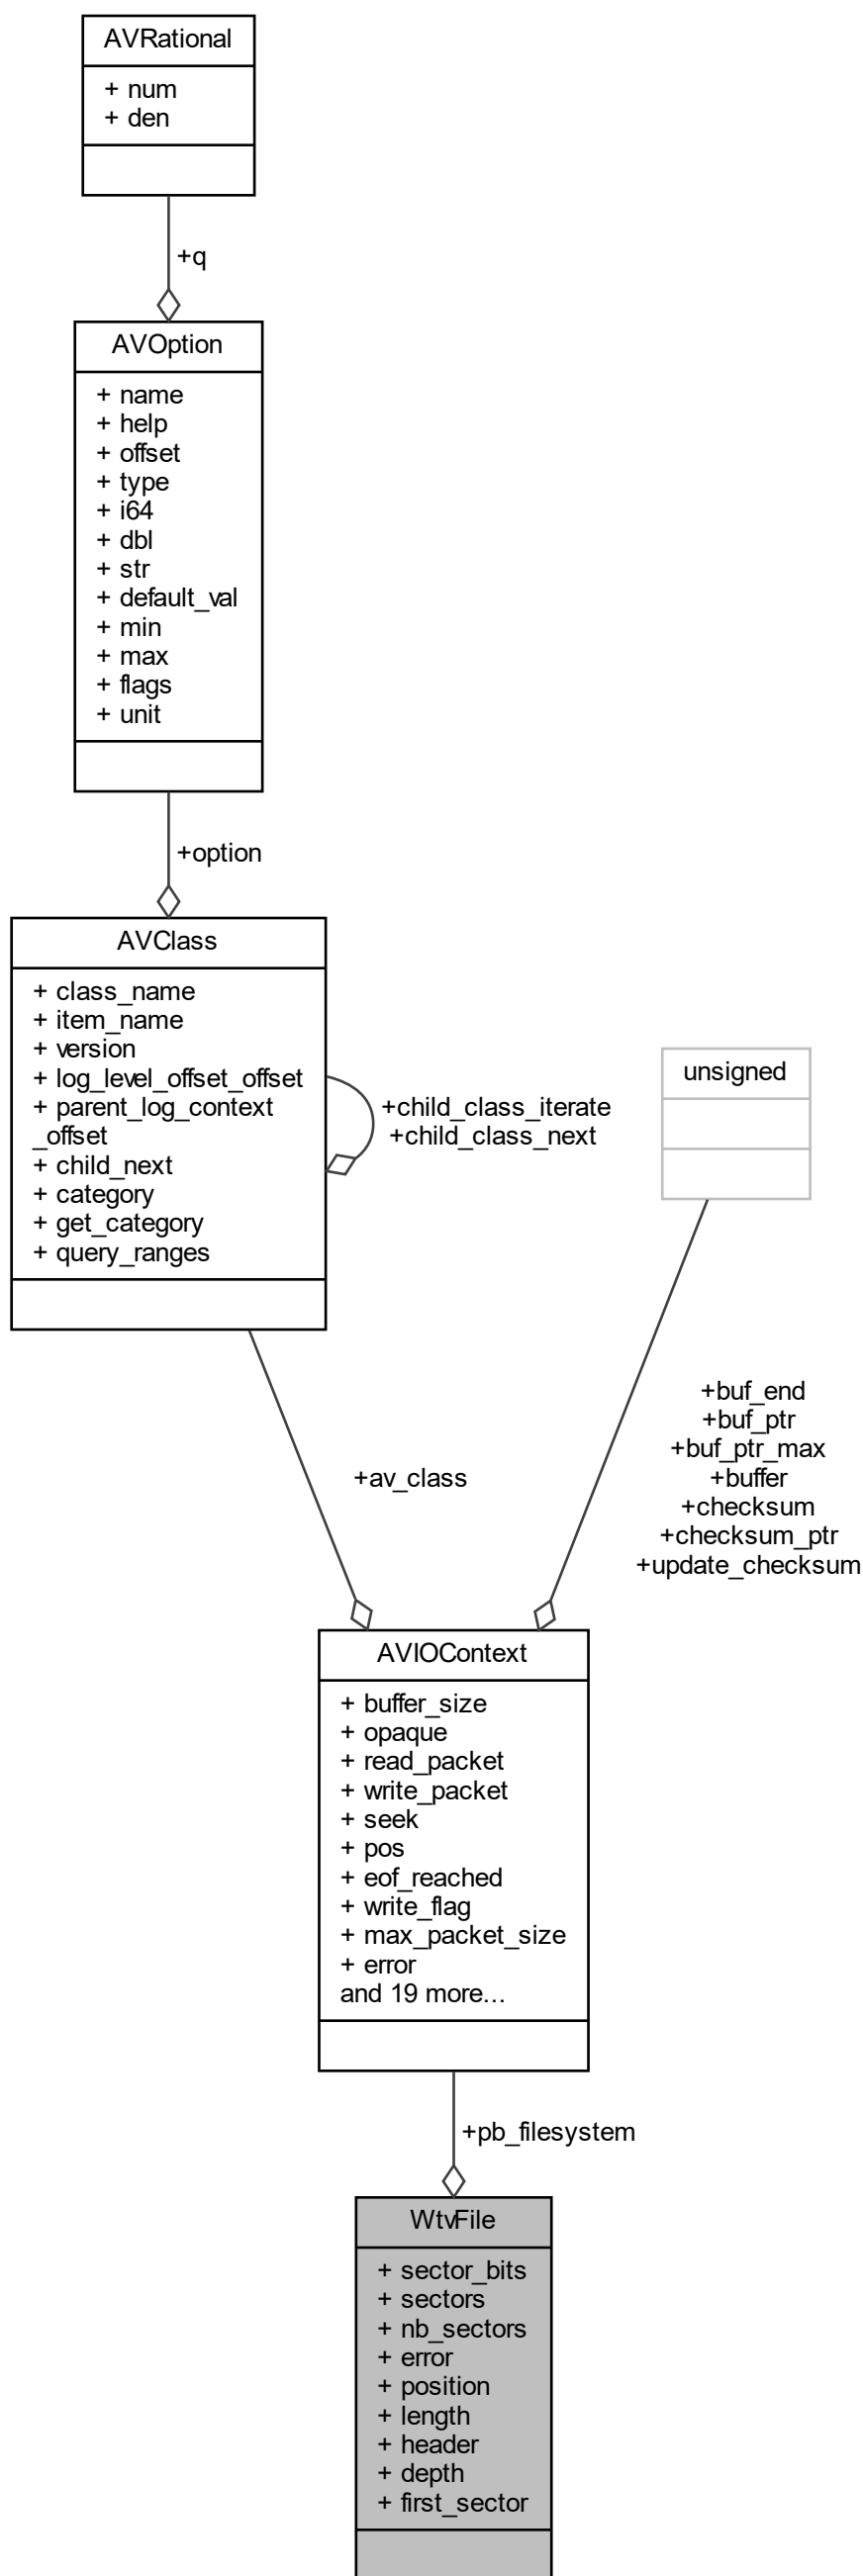 AVRational
+ num
+ den
+q
AVOption
+ name
+ help
+ offset
+ type
+ i64
+ dbl
+ str
+ default_val
+ min
+ max
+ flags
+ unit
+option
AVClass
+ class_name
+ item_name
+ version
+ log_level_offset_offset
+ parent_log_context
_offset
+ child_next
+ category
+ get_category
+ query_ranges
+child_class_iterate
+child_class_next
unsigned
+av_class
+buf_end
+buf_ptr
+buf_ptr_max
+buffer
+checksum
+checksum_ptr
+update_checksum
AVIOContext
+ buffer_size
+ opaque
+ read_packet
+ write_packet
+ seek
+ pos
+ eof_reached
+ write_flag
+ max_packet_size
+ error
and 19 more...
+pb_filesystem
WtvFile
+ sector_bits
+ sectors
+ nb_sectors
+ error
+ position
+ length
+ header
+ depth
+ first_sector